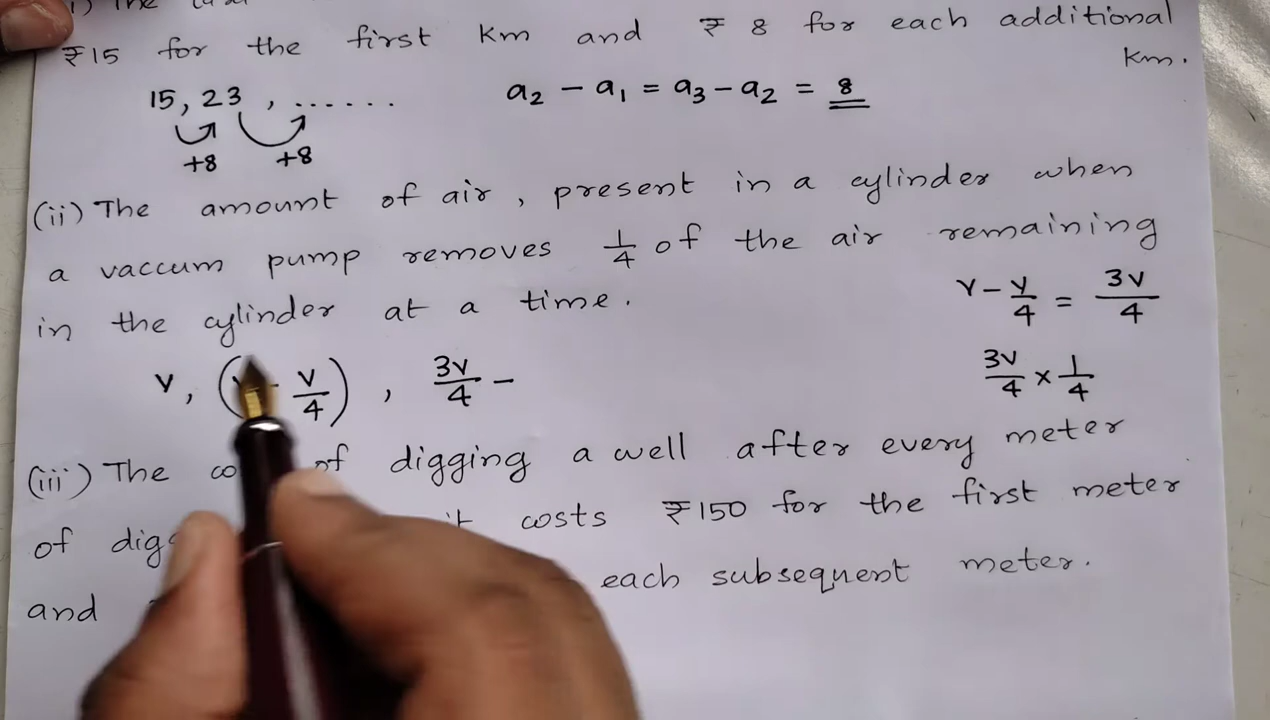 i) The
₹15 for the first Km and ₹ 8 for each additional
Km.
15, 23 , ...... a₂ - a₁ = a₃ - a₂ = 8
+8 +8
(ii) The amount of air , present in a cylinder when
a vaccum pump removes 1/4 of the air remaining
in the cylinder at a time.
v - v/4 = 3v/4
v , ( - v/4 ) , 3v/4 -
3v/4 x 1/4
(iii) The of digging a well after every meter
of it costs ₹150 for the first meter
and each subsequent meter.